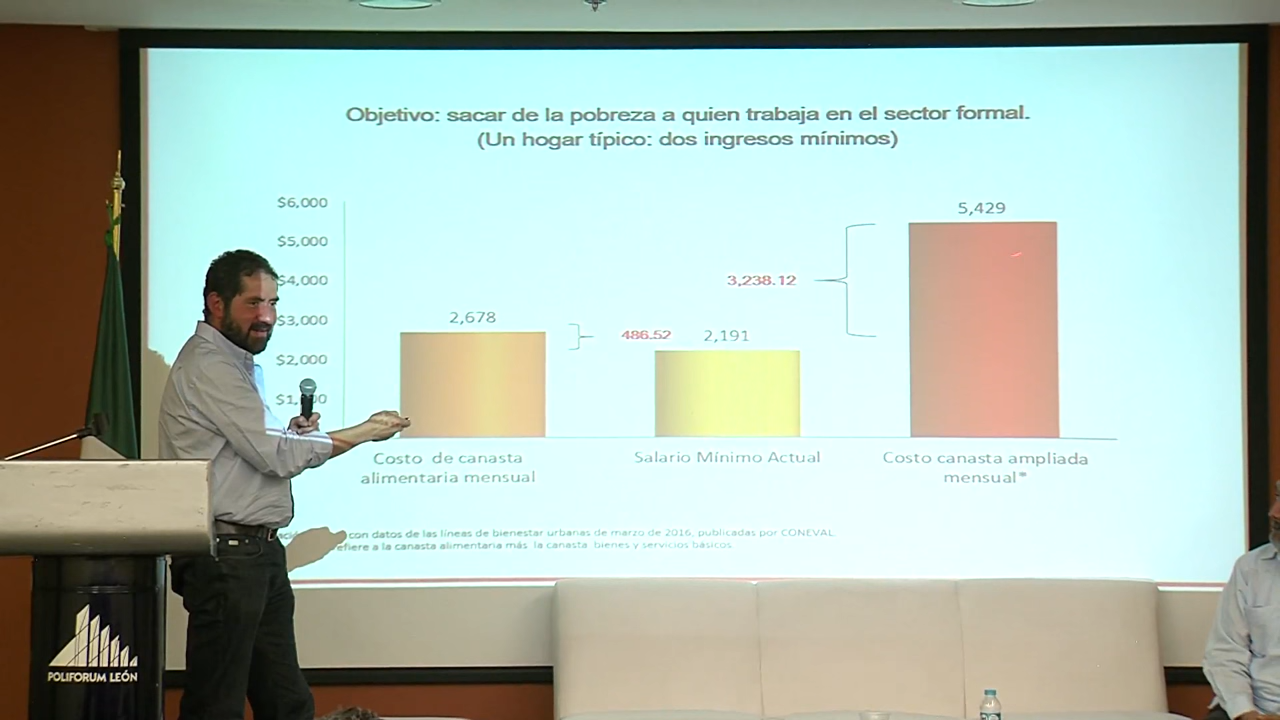 Objetivo: sacar de la pobreza a quien trabaja en el sector formal.
(Un hogar típico: dos ingresos mínimos)
$6,000
$5,000
$4,000
$3,000
$2,000
2,678
486.52
2,191
3,238.12
5,429
Costo de canasta
alimentaria mensual
Salario Mínimo Actual
Costo canasta ampliada
mensual*
con datos de las líneas de bienestar urbanas de marzo de 2016, publicadas por CONEVAL.
a la canasta alimentaria más la canasta bienes y servicios básicos
POLIFORUM LEÓN